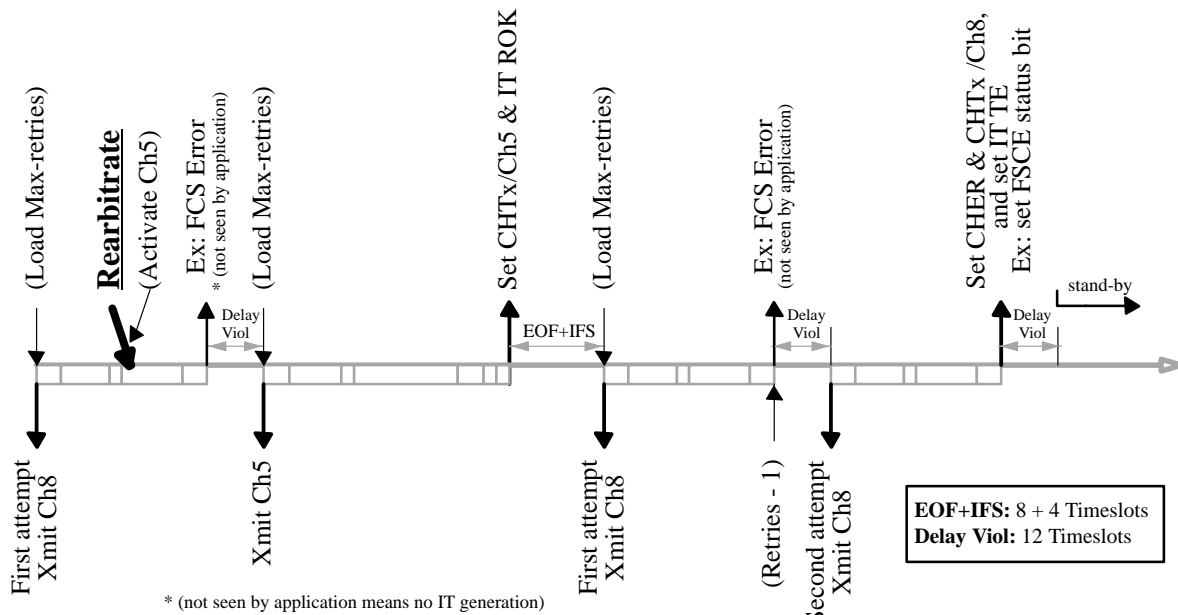 (Load Max-retries)
Rearbitrate
(Activate Ch5)
Ex: FCS Error
* (not seen by application)
(Load Max-retries)
Set CHTx/Ch5 & IT ROK
(Load Max-retries)
Ex: FCS Error
(not seen by application)
Set CHER & CHTx /Ch8,
and set IT TE
Ex: set FSCE status bit
stand-by
Delay
Viol
EOF+IFS
Delay
Viol
Delay
Viol
First attempt
Xmit Ch8
Xmit Ch5
First attempt
Xmit Ch8
(Retries - 1)
Second attempt
Xmit Ch8
EOF+IFS: 8 + 4 Timeslots
Delay Viol: 12 Timeslots
* (not seen by application means no IT generation)